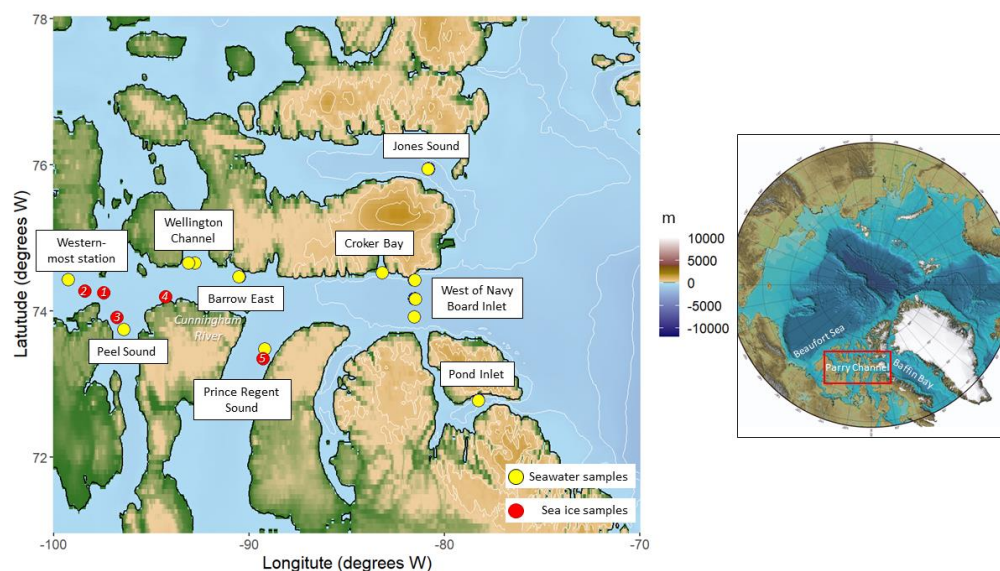 78
76
74
72
-100
-90
-80
-70
Latutude (degrees W)
Longitute (degrees W)
Jones Sound
Wellington
Channel
Western-
most station
Croker Bay
2
1
4
3
5
Barrow East
West of Navy
Board Inlet
Cunningham
River
Peel Sound
Pond Inlet
Prince Regent
Sound
Seawater samples
Sea ice samples
m
10000
5000
0
-5000
-10000
Beaufort Sea
Parry Channel
Baffin Bay